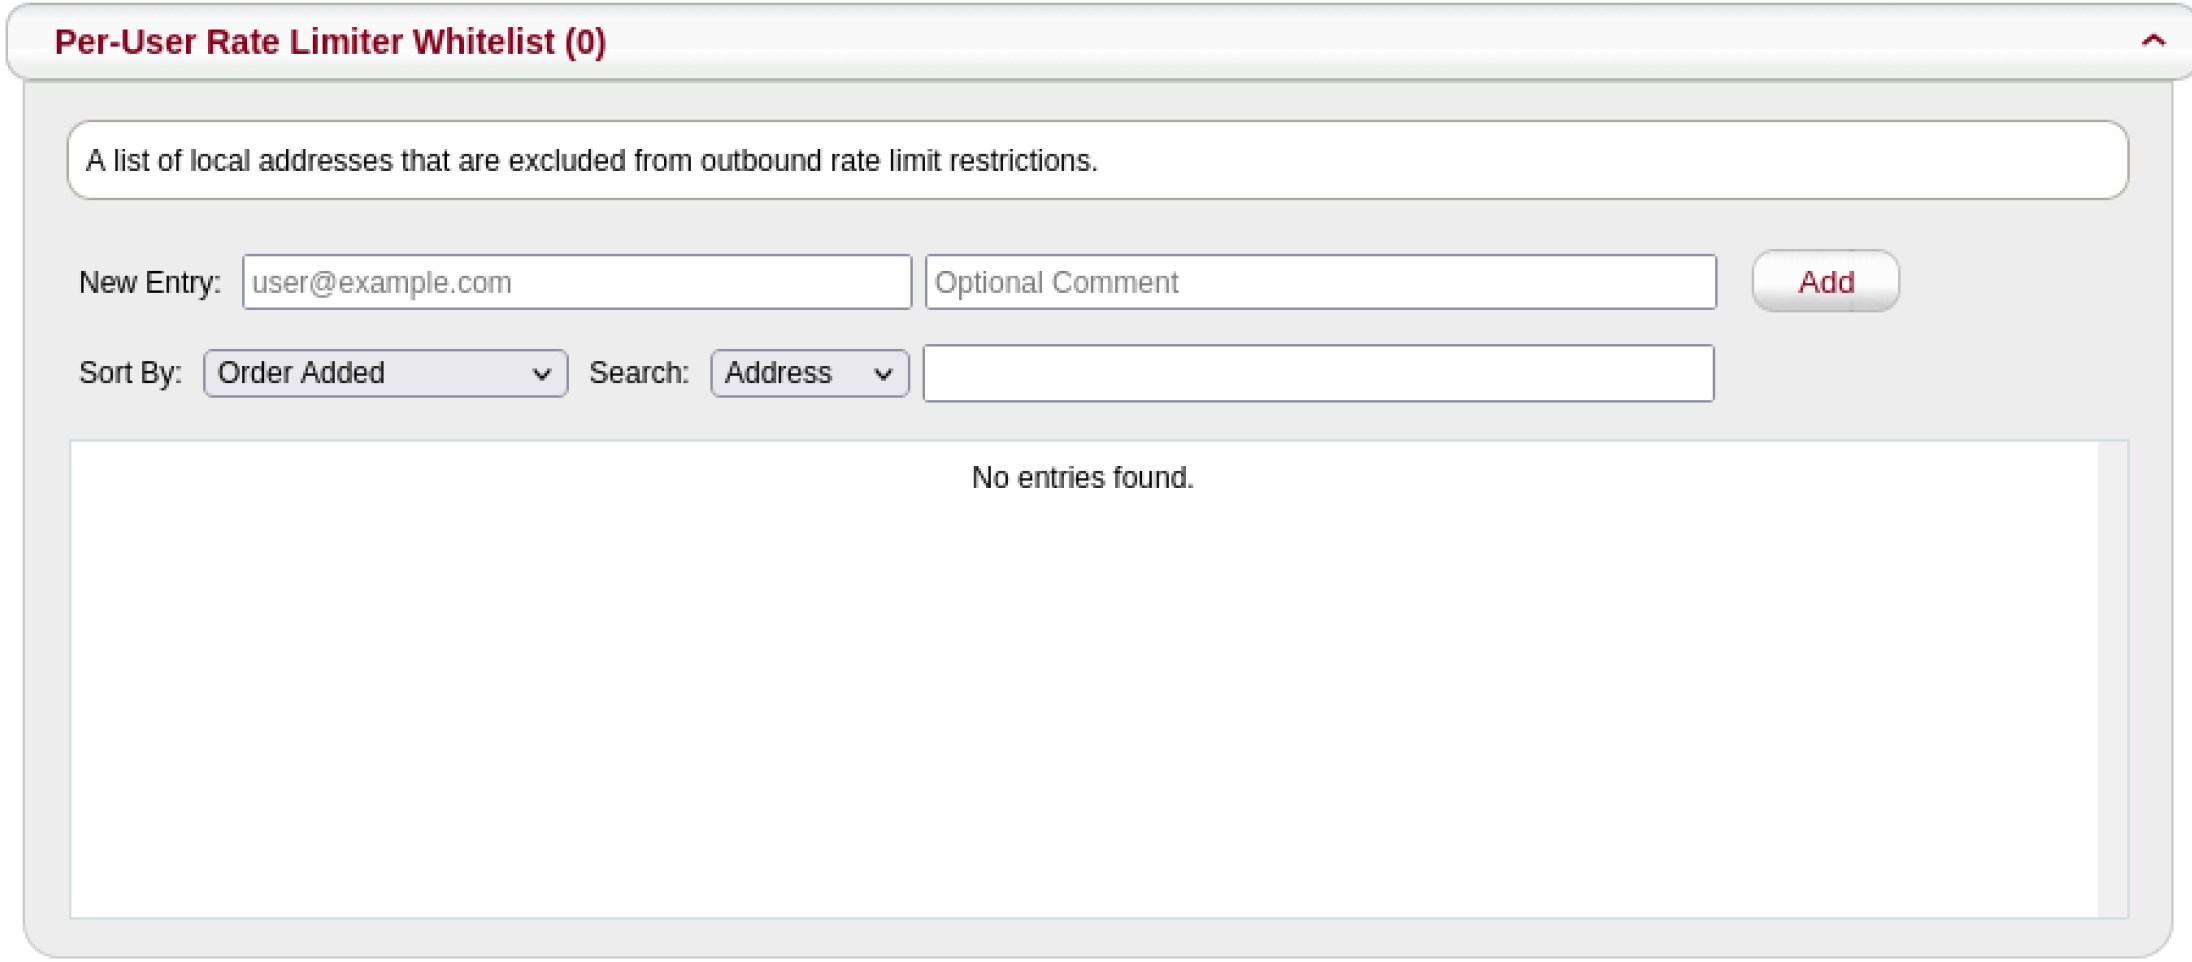 Per-User Rate Limiter Whitelist (0)
A list of local addresses that are excluded from outbound rate limit restrictions.
New Entry: user@example.com Optional Comment Add
Sort By: Order Added Search: Address
No entries found.